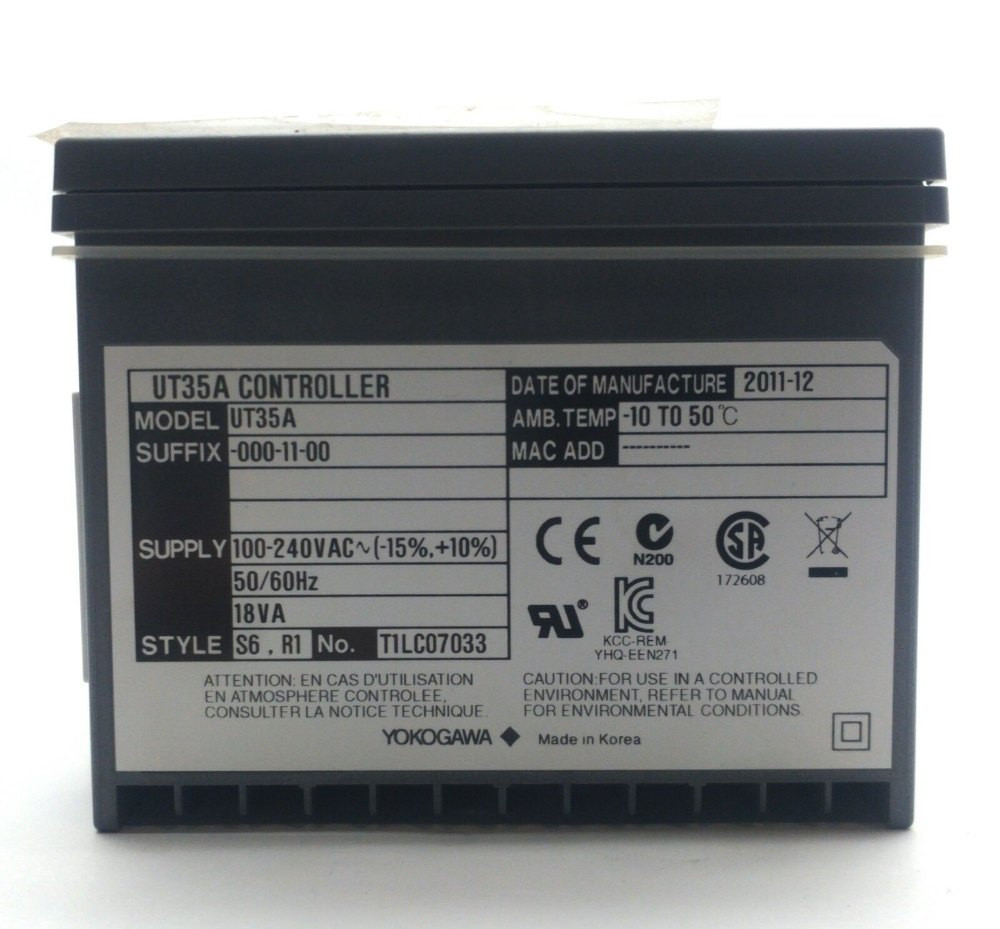 UT35A CONTROLLER
MODEL UT35A
SUFFIX -000-11-00
SUPPLY 100-240VAC~(-15%,+10%)
50/60Hz
18VA
STYLE S6 , R1 No. T1LC07033
DATE OF MANUFACTURE 2011-12
AMB.TEMP -10 TO 50 °C
MAC ADD ----------
CE
N200
SA
172608
RU®
KC
KCC-REM-
YHQ-EEN271
ATTENTION: EN CAS D'UTILISATION
EN ATMOSPHERE CONTROLEE,
CONSULTER LA NOTICE TECHNIQUE.
CAUTION:FOR USE IN A CONTROLLED
ENVIRONMENT, REFER TO MANUAL
FOR ENVIRONMENTAL CONDITIONS.
YOKOGAWA ◆ Made in Korea